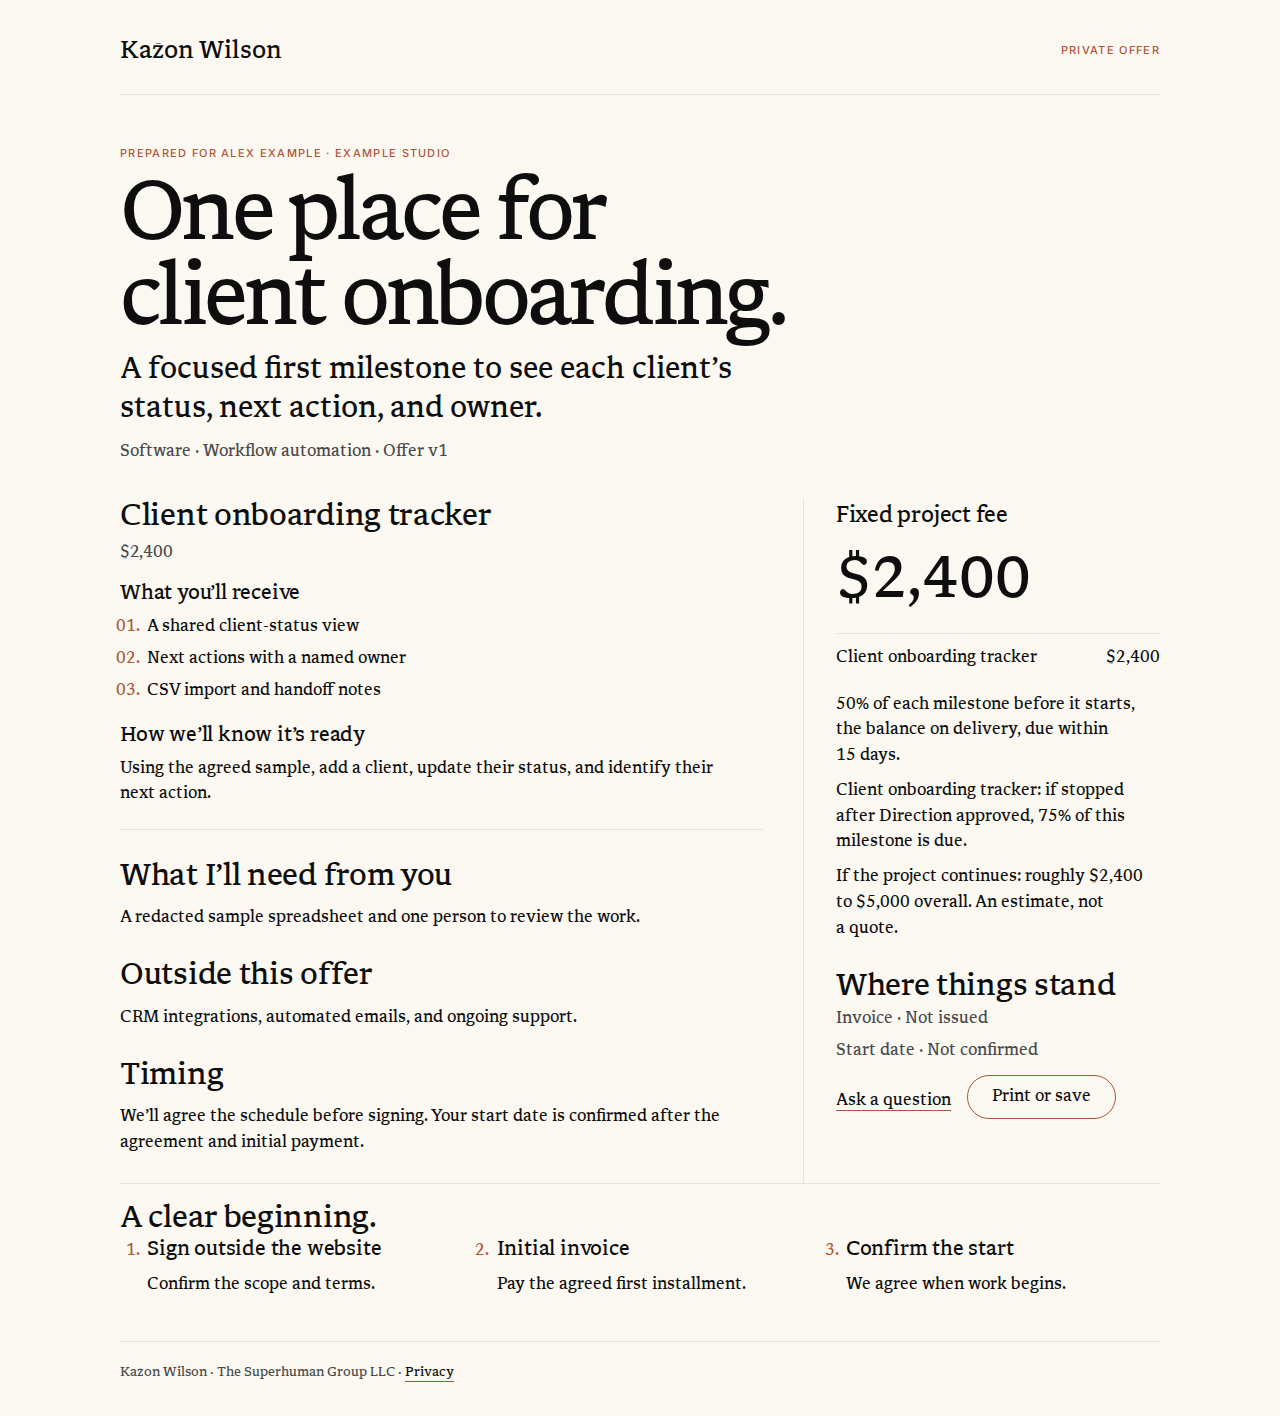 Każon Wilson
PRIVATE OFFER
PREPARED FOR ALEX EXAMPLE · EXAMPLE STUDIO
One place for
client onboarding.
A focused first milestone to see each client’s
status, next action, and owner.
Software · Workflow automation · Offer v1
Client onboarding tracker
$2,400
What you’ll receive
01. A shared client-status view
02. Next actions with a named owner
03. CSV import and handoff notes
How we’ll know it’s ready
Using the agreed sample, add a client, update their status, and identify their
next action.
What I’ll need from you
A redacted sample spreadsheet and one person to review the work.
Outside this offer
CRM integrations, automated emails, and ongoing support.
Timing
We’ll agree the schedule before signing. Your start date is confirmed after the
agreement and initial payment.
Fixed project fee
$2,400
Client onboarding tracker $2,400
50% of each milestone before it starts,
the balance on delivery, due within
15 days.
Client onboarding tracker: if stopped
after Direction approved, 75% of this
milestone is due.
If the project continues: roughly $2,400
to $5,000 overall. An estimate, not
a quote.
Where things stand
Invoice · Not issued
Start date · Not confirmed
Ask a question
Print or save
A clear beginning.
1. Sign outside the website
Confirm the scope and terms.
2. Initial invoice
Pay the agreed first installment.
3. Confirm the start
We agree when work begins.
Kazon Wilson · The Superhuman Group LLC · Privacy